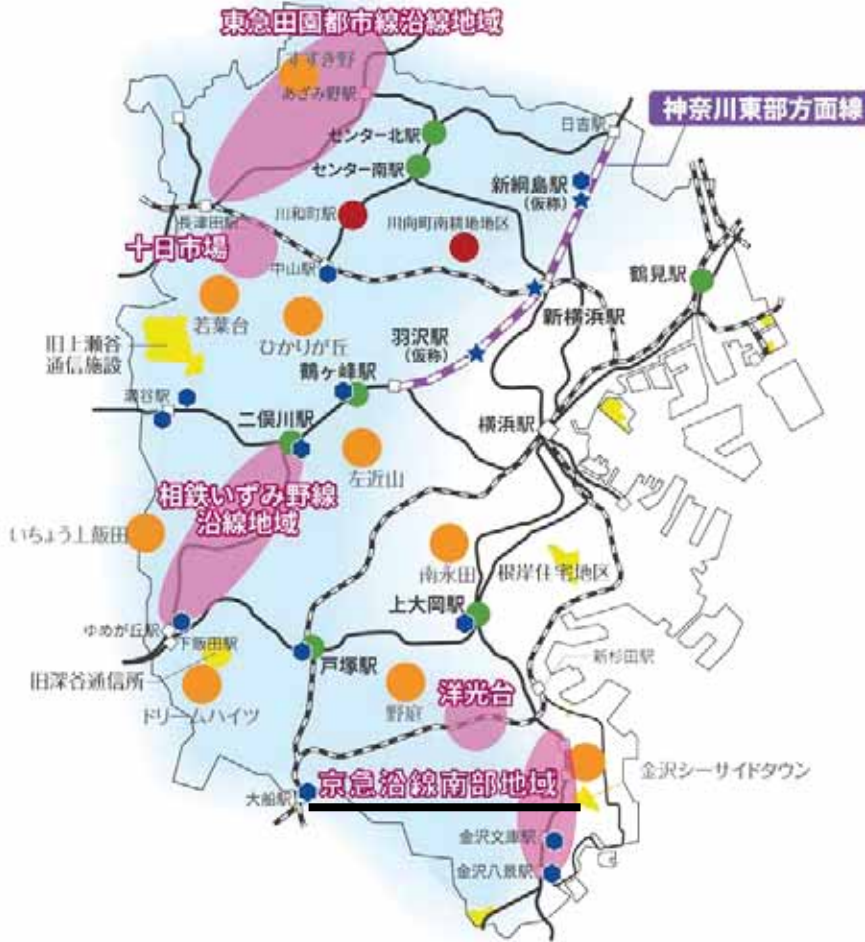 東急田園都市線沿線地域
すすき野
あざみ野駅
日吉駅
神奈川東部方面線
センター北駅
センター南駅
新綱島駅
(仮称)
川和町駅
川向町南耕地地区
長津田駅
十日市場
中山駅
鶴見駅
若葉台
ひかりが丘
羽沢駅
(仮称)
新横浜駅
旧上瀬谷
通信施設
鶴ヶ峰駅
瀬谷駅
二俣川駅
横浜駅
左近山
相鉄いずみ野線
沿線地域
いちょう上飯田
南永田
根岸住宅地区
上大岡駅
ゆめが丘駅
下飯田駅
戸塚駅
新杉田駅
旧深谷通信所
ドリームハイツ
野庭
洋光台
金沢シーサイドタウン
京急沿線南部地域
大船駅
金沢文庫駅
金沢八景駅